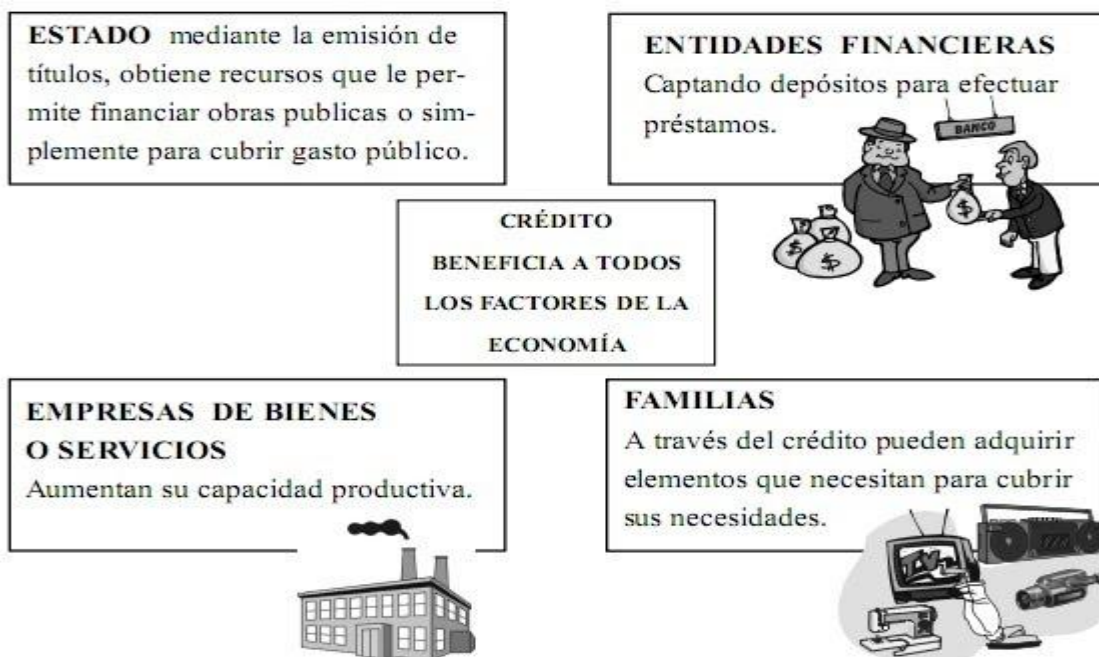 ESTADO mediante la emisión de
títulos, obtiene recursos que le per-
mite financiar obras publicas o sim-
plemente para cubrir gasto público.
ENTIDADES FINANCIERAS
Captando depósitos para efectuar
préstamos.
BANCO
$
$
$
CRÉDITO
BENEFICIA A TODOS
LOS FACTORES DE LA
ECONOMÍA
EMPRESAS DE BIENES
O SERVICIOS
Aumentan su capacidad productiva.
FAMILIAS
A través del crédito pueden adquirir
elementos que necesitan para cubrir
sus necesidades.
TV